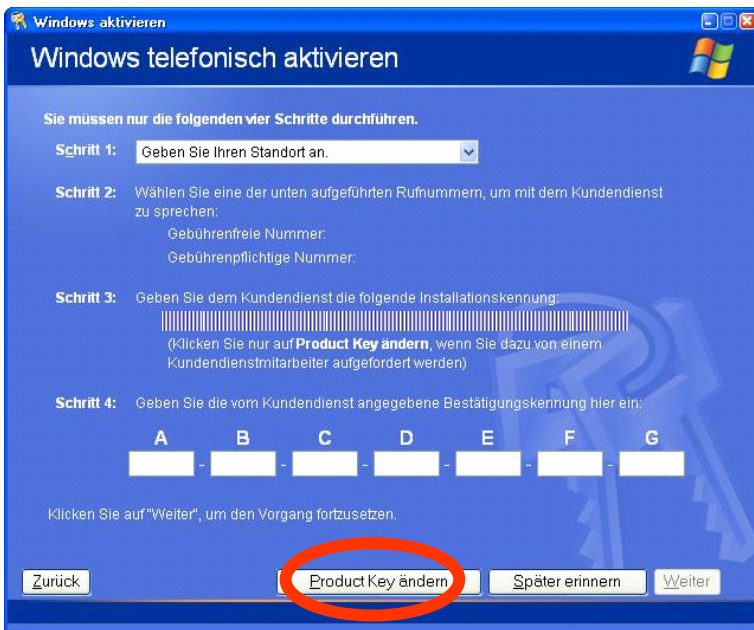 Windows aktivieren
Windows telefonisch aktivieren
Sie müssen nur die folgenden vier Schritte durchführen.
Schritt 1: Geben Sie Ihren Standort an.
Schritt 2: Wählen Sie eine der unten aufgeführten Rufnummern, um mit dem Kundendienst
zu sprechen:
Gebührenfreie Nummer:
Gebührenpflichtige Nummer:
Schritt 3: Geben Sie dem Kundendienst die folgende Installationskennung:
(Klicken Sie nur auf Product Key ändern, wenn Sie dazu von einem
Kundendienstmitarbeiter aufgefordert werden)
Schritt 4: Geben Sie die vom Kundendienst angegebene Bestätigungskennung hier ein:
A B C D E F G
- - - - - -
Klicken Sie auf "Weiter", um den Vorgang fortzusetzen.
Zurück Product Key ändern Später erinnern Weiter